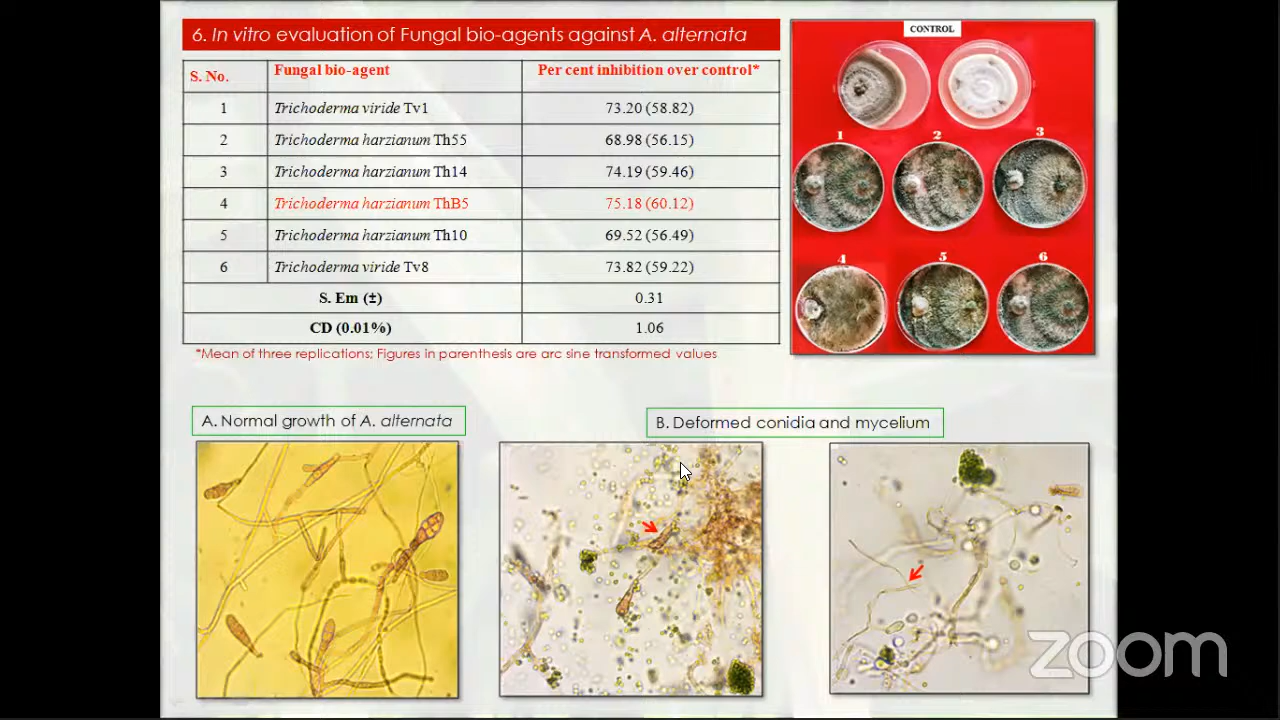 6. In vitro evaluation of Fungal bio-agents against A. alternata
S. No. Fungal bio-agent Per cent inhibition over control*
1 Trichoderma viride Tv1 73.20 (58.82)
2 Trichoderma harzianum Th55 68.98 (56.15)
3 Trichoderma harzianum Th14 74.19 (59.46)
4 Trichoderma harzianum ThB5 75.18 (60.12)
5 Trichoderma harzianum Th10 69.52 (56.49)
6 Trichoderma viride Tv8 73.82 (59.22)
S. Em (±) 0.31
CD (0.01%) 1.06
*Mean of three replications; Figures in parenthesis are arc sine transformed values
CONTROL
1 2 3
4 5 6
A. Normal growth of A. alternata
B. Deformed conidia and mycelium
zoom